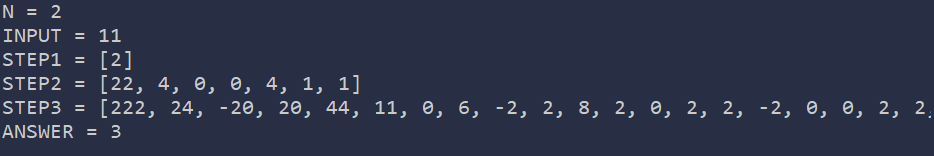 N = 2
INPUT = 11
STEP1 = [2]
STEP2 = [22, 4, 0, 0, 4, 1, 1]
STEP3 = [222, 24, -20, 20, 44, 11, 0, 6, -2, 2, 8, 2, 0, 2, 2, -2, 0, 0, 2, 2,
ANSWER = 3